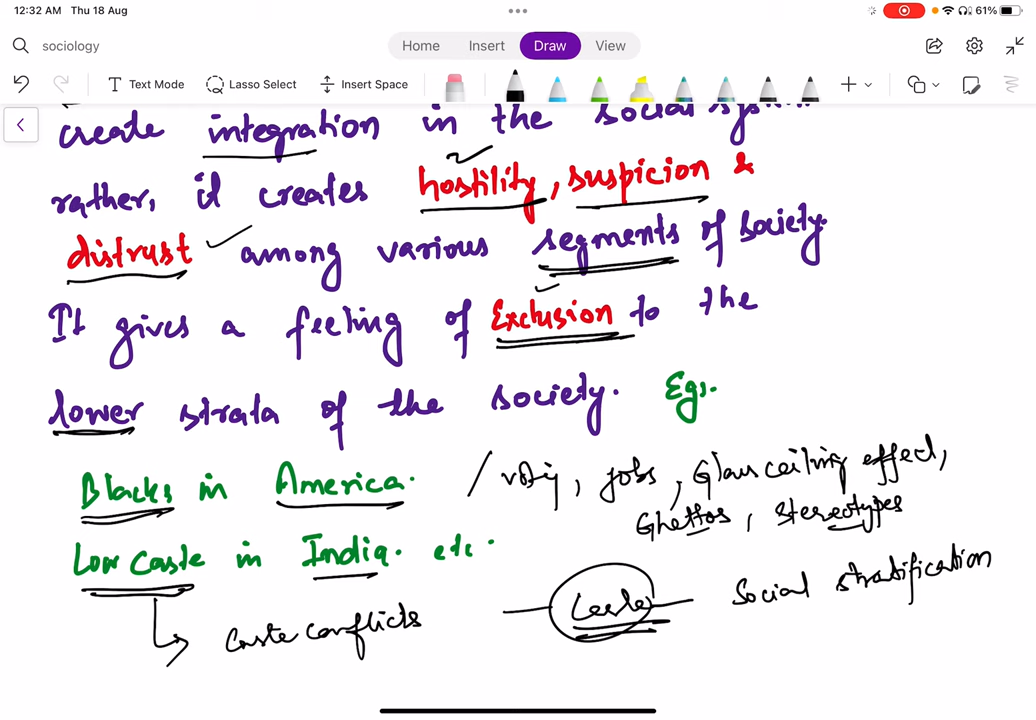 12:32 AM Thu 18 Aug
61%
sociology
Home Insert Draw View
Text Mode Lasso Select Insert Space
create integration in the social
rather, it creates hostility, suspicion &
distrust among various segments of society.
It gives a feeling of Exclusion to the
lower strata of the society. Egs.
Blacks in America. / jobs, Glass ceiling effect,
Ghettos, Stereotypes
Low Caste in India. etc.
Caste Social stratification
Caste conflicts